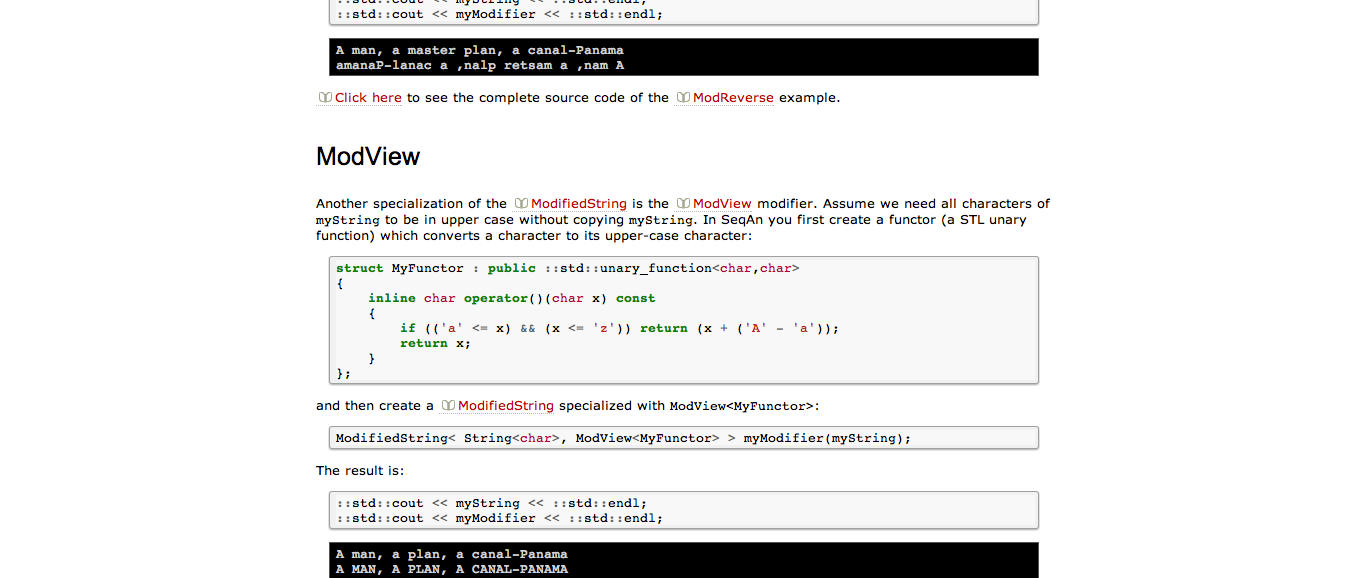 ::std::cout << myString << ::std::endl;
::std::cout << myModifier << ::std::endl;
A man, a master plan, a canal-Panama
amanaP-lanac a ,nalp retsam a ,nam A
Click here to see the complete source code of the ModReverse example.
ModView
Another specialization of the ModifiedString is the ModView modifier. Assume we need all characters of
myString to be in upper case without copying myString. In SeqAn you first create a functor (a STL unary
function) which converts a character to its upper-case character:
struct MyFunctor : public ::std::unary_function<char,char>
{
    inline char operator()(char x) const
    {
        if (('a' <= x) && (x <= 'z')) return (x + ('A' - 'a'));
        return x;
    }
};
and then create a ModifiedString specialized with ModView<MyFunctor>:
ModifiedString< String<char>, ModView<MyFunctor> > myModifier(myString);
The result is:
::std::cout << myString << ::std::endl;
::std::cout << myModifier << ::std::endl;
A man, a plan, a canal-Panama
A MAN, A PLAN, A CANAL-PANAMA